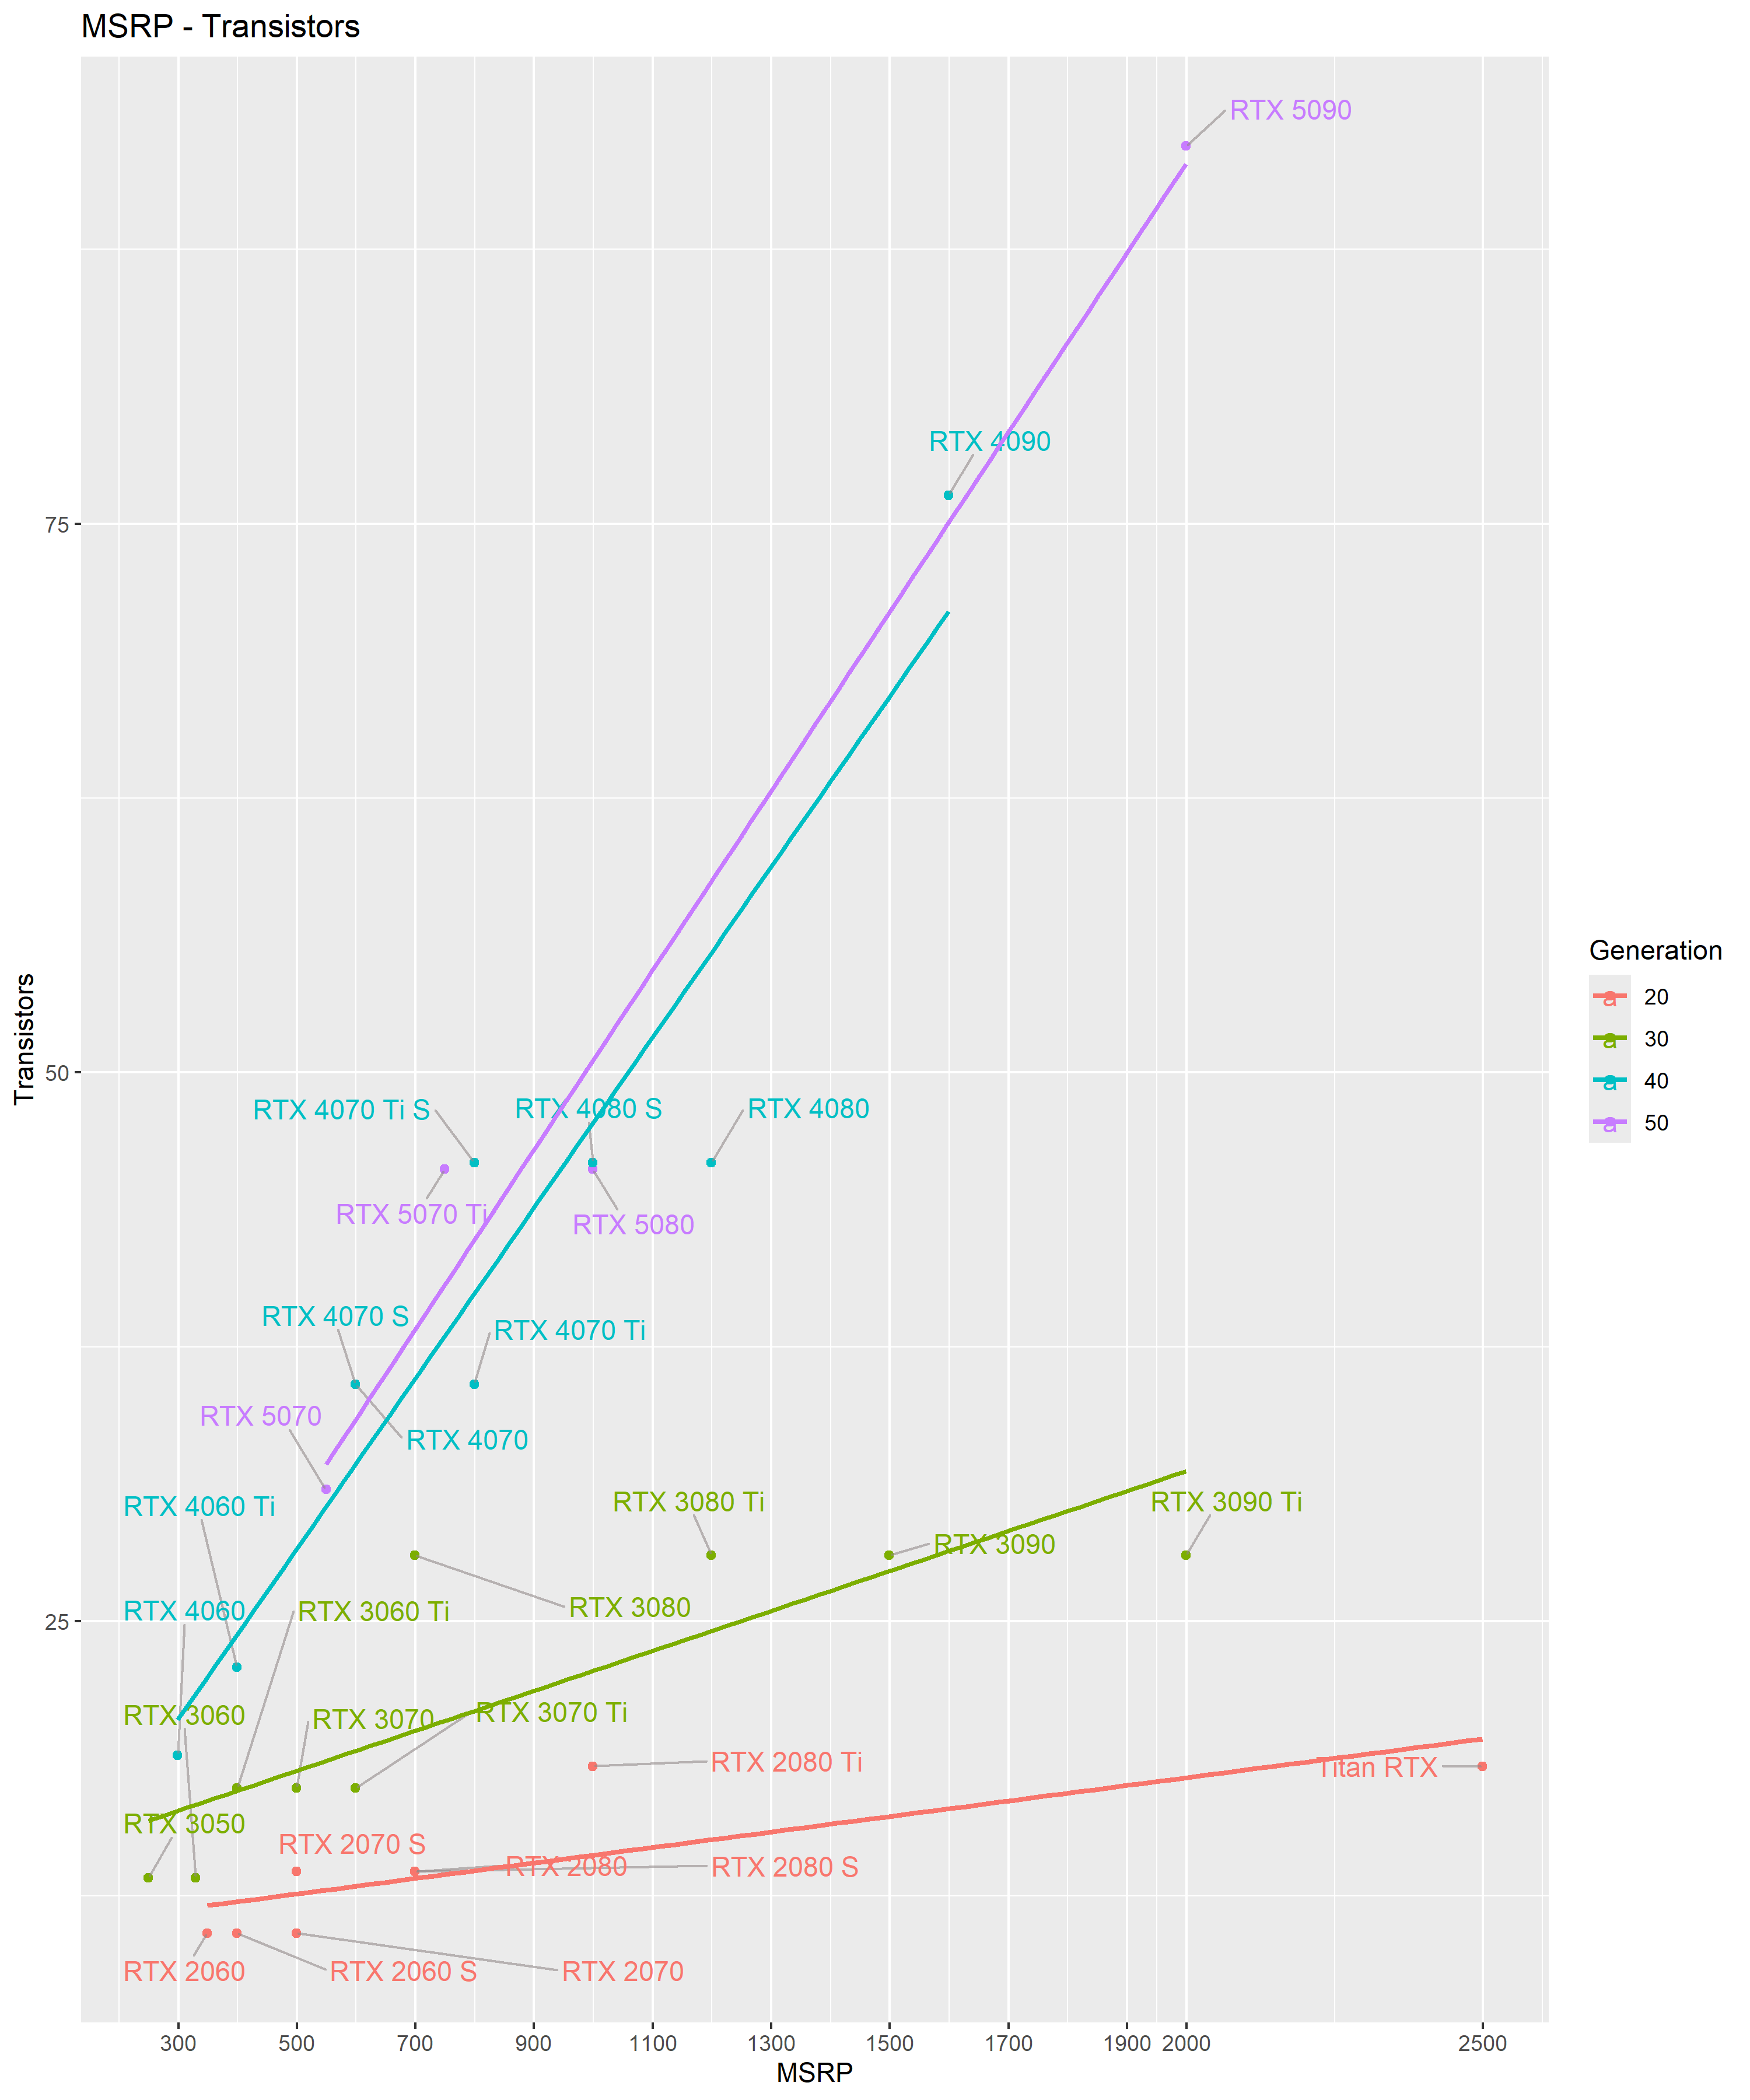 MSRP - Transistors
RTX 5090
RTX 4090
75
Generation
20
30
40
50
50
RTX 4070 Ti S
RTX 4080 S
RTX 4080
RTX 5070 Ti
RTX 5080
RTX 4070 S
RTX 4070 Ti
RTX 5070
RTX 4070
RTX 4060 Ti
RTX 3080 Ti
RTX 3090 Ti
RTX 3090
RTX 4060
RTX 3060 Ti
RTX 3080
25
RTX 3060
RTX 3070
RTX 3070 Ti
RTX 2080 Ti
Titan RTX
RTX 3050
RTX 2070 S
RTX 2080
RTX 2080 S
RTX 2060
RTX 2060 S
RTX 2070
300 500 700 900 1100 1300 1500 1700 1900 2000 2500
MSRP
Transistors